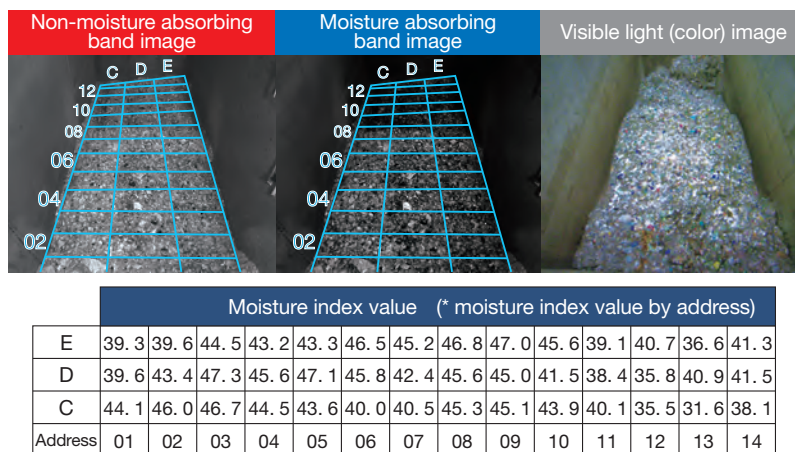 Non-moisture absorbing
band image
Moisture absorbing
band image
Visible light (color) image
C D E
12
10
08
06
04
02
C D E
12
10
08
06
04
02
Moisture index value (* moisture index value by address)
E 39.3 39.6 44.5 43.2 43.3 46.5 45.2 46.8 47.0 45.6 39.1 40.7 36.6 41.3
D 39.6 43.4 47.3 45.6 47.1 45.8 42.4 45.6 45.0 41.5 38.4 35.8 40.9 41.5
C 44.1 46.0 46.7 44.5 43.6 40.0 40.5 45.3 45.1 43.9 40.1 35.5 31.6 38.1
Address 01 02 03 04 05 06 07 08 09 10 11 12 13 14